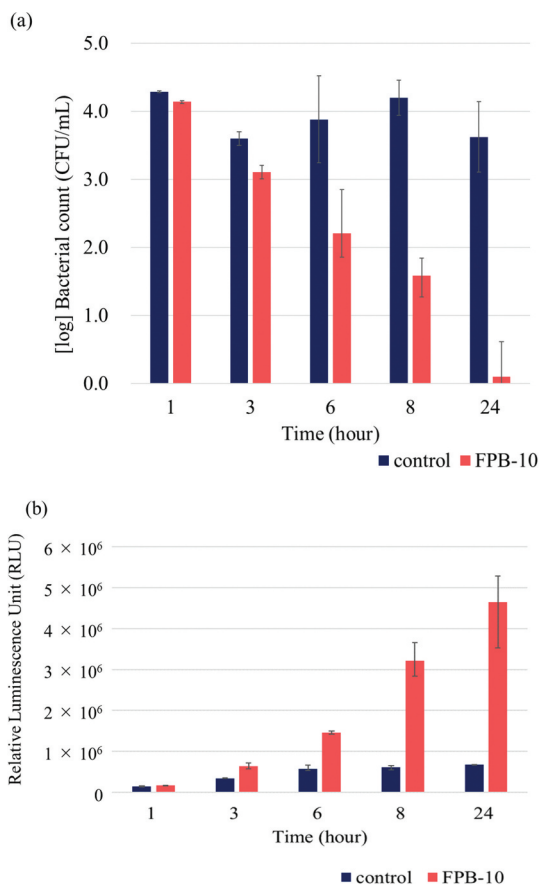 (a)
[log] Bacterial count (CFU/mL)
5.0
4.0
3.0
2.0
1.0
0.0
1 3 6 8 24
Time (hour)
control FPB-10
(b)
Relative Luminescence Unit (RLU)
6 × 10⁶
5 × 10⁶
4 × 10⁶
3 × 10⁶
2 × 10⁶
1 × 10⁶
0
1 3 6 8 24
Time (hour)
control FPB-10